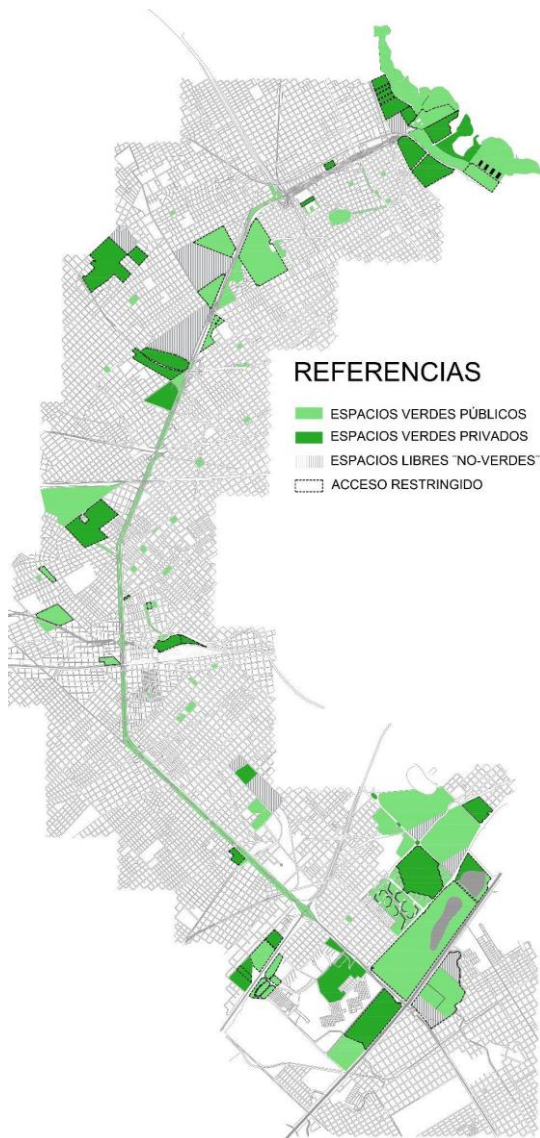 REFERENCIAS
ESPACIOS VERDES PÚBLICOS
ESPACIOS VERDES PRIVADOS
ESPACIOS LIBRES ¨NO-VERDES¨
ACCESO RESTRINGIDO